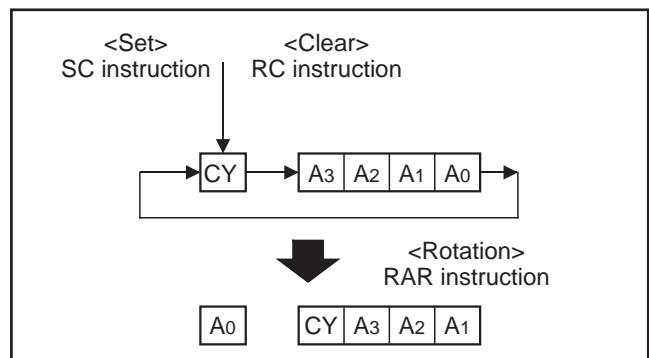 <Set> <Clear>
SC instruction RC instruction
CY A3 A2 A1 A0
<Rotation>
RAR instruction
A0 CY A3 A2 A1